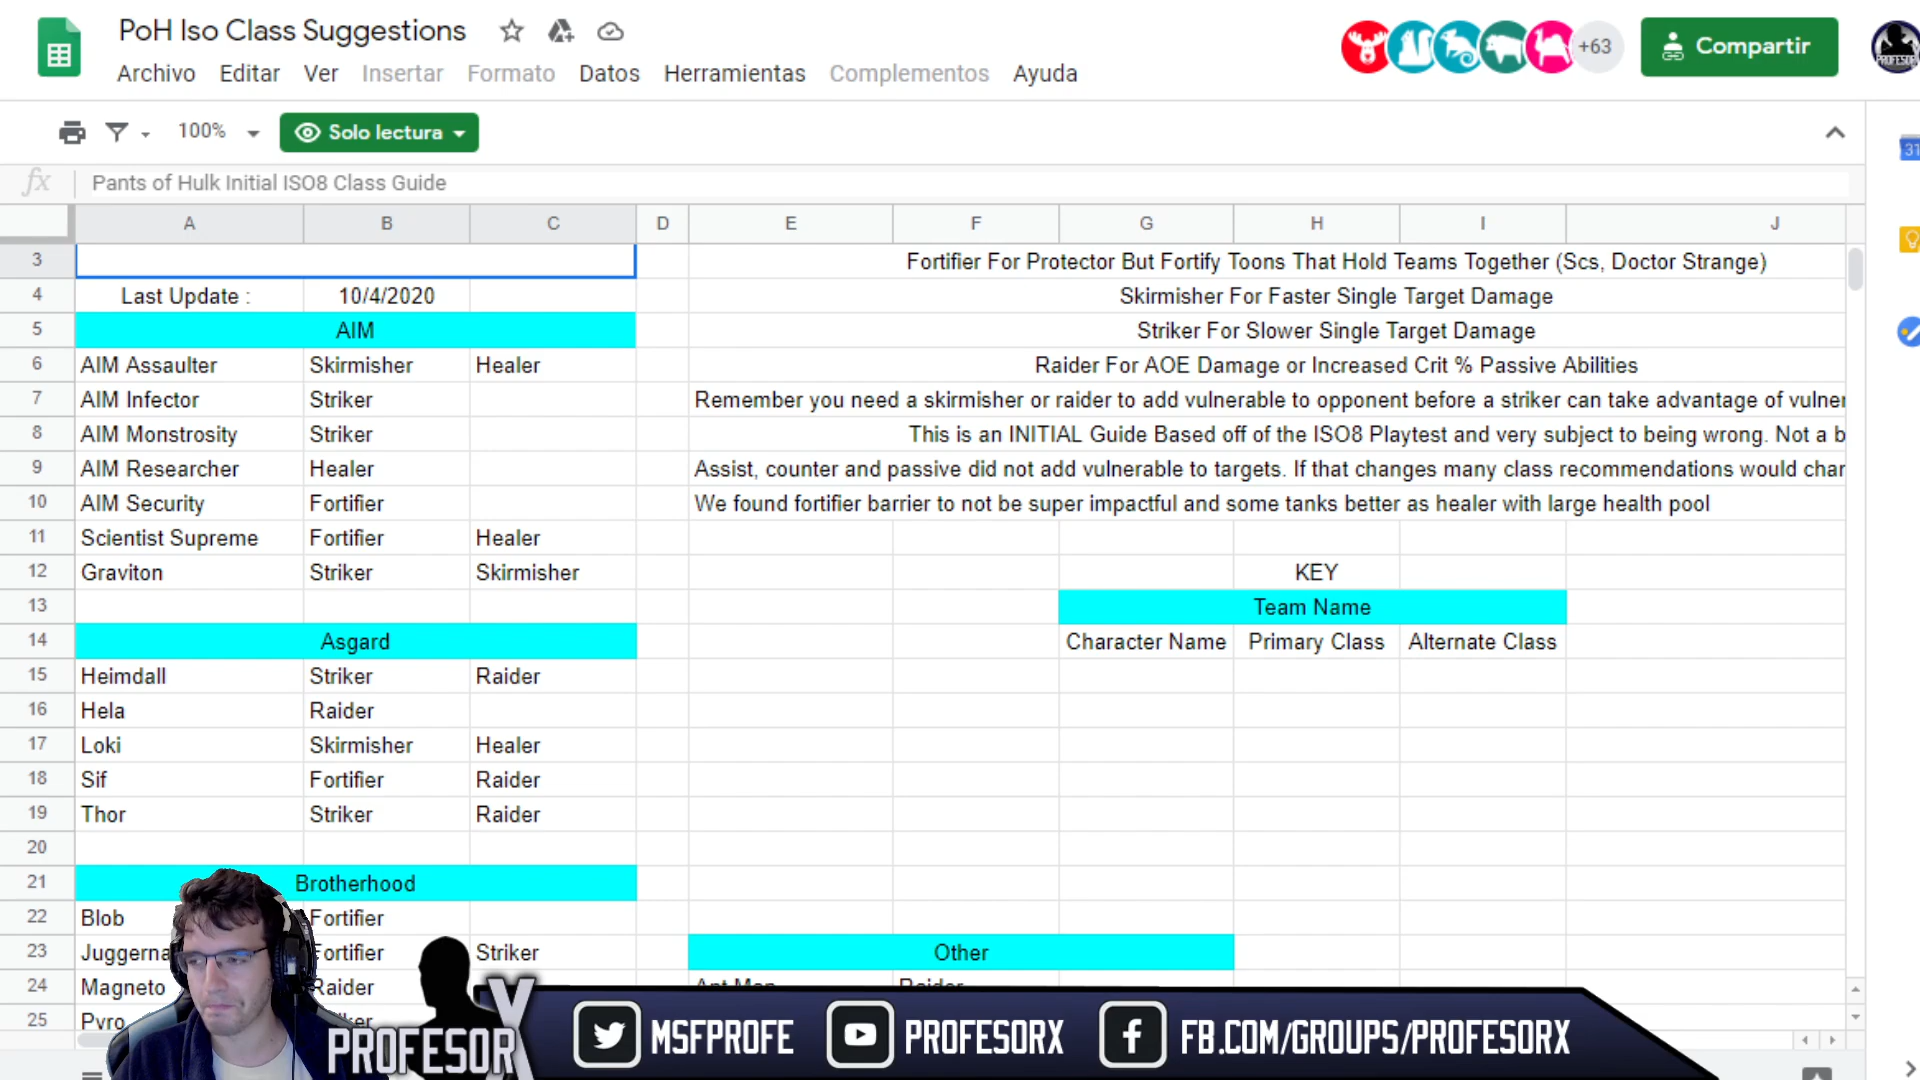 PoH Iso Class Suggestions
+63
Compartir
Archivo Editar Ver Insertar Formato Datos Herramientas Complementos Ayuda
100% Solo lectura
31
fx Pants of Hulk Initial ISO8 Class Guide
A B C D E F G H I J
3 Fortifier For Protector But Fortify Toons That Hold Teams Together (Scs, Doctor Strange)
4 Last Update : 10/4/2020 Skirmisher For Faster Single Target Damage
5 AIM Striker For Slower Single Target Damage
6 AIM Assaulter Skirmisher Healer Raider For AOE Damage or Increased Crit % Passive Abilities
7 AIM Infector Striker Remember you need a skirmisher or raider to add vulnerable to opponent before a striker can take advantage of vulner
8 AIM Monstrosity Striker This is an INITIAL Guide Based off of the ISO8 Playtest and very subject to being wrong. Not a b
9 AIM Researcher Healer Assist, counter and passive did not add vulnerable to targets. If that changes many class recommendations would char
10 AIM Security Fortifier We found fortifier barrier to not be super impactful and some tanks better as healer with large health pool
11 Scientist Supreme Fortifier Healer
12 Graviton Striker Skirmisher KEY
13 Team Name
14 Asgard Character Name Primary Class Alternate Class
15 Heimdall Striker Raider
16 Hela Raider
17 Loki Skirmisher Healer
18 Sif Fortifier Raider
19 Thor Striker Raider
20
21 Brotherhood
22 Blob Fortifier
23 Juggerna Fortifier Striker Other
24 Magneto Raider Ant Man Raider
25 Pyro
PROFESOR X MSFPROFE PROFESORX FB.COM/GROUPS/PROFESORX